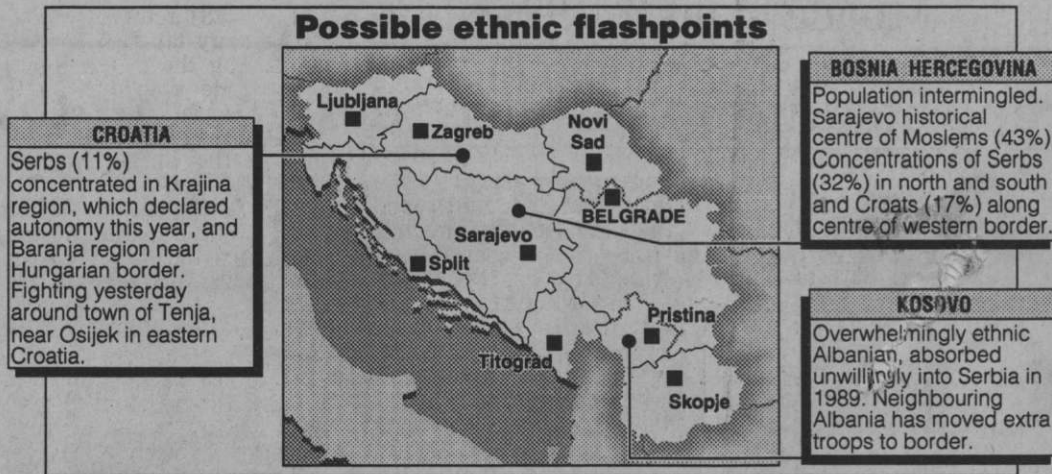 Possible ethnic flashpoints
CROATIA
Serbs (11%)
concentrated in Krajina
region, which declared
autonomy this year, and
Baranja region near
Hungarian border.
Fighting yesterday
around town of Tenja,
near Osijek in eastern
Croatia.
Ljubljana
Zagreb
Novi
Sad
BELGRADE
Sarajevo
Split
Titograd
Pristina
Skopje
BOSNIA HERCEGOVINA
Population intermingled.
Sarajevo historical
centre of Moslems (43%)
Concentrations of Serbs
(32%) in north and south
and Croats (17%) along
centre of western border.
KOSOVO
Overwhelmingly ethnic
Albanian, absorbed
unwillingly into Serbia in
1989. Neighbouring
Albania has moved extra
troops to border.